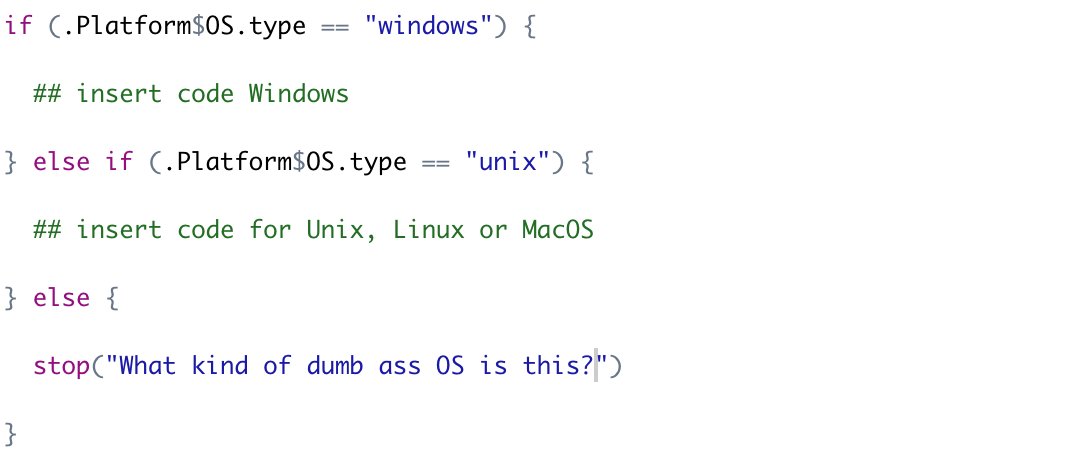 if (.Platform$OS.type == "windows") {
## insert code Windows
} else if (.Platform$OS.type == "unix") {
## insert code for Unix, Linux or MacOS
} else {
stop("What kind of dumb ass OS is this?")
}